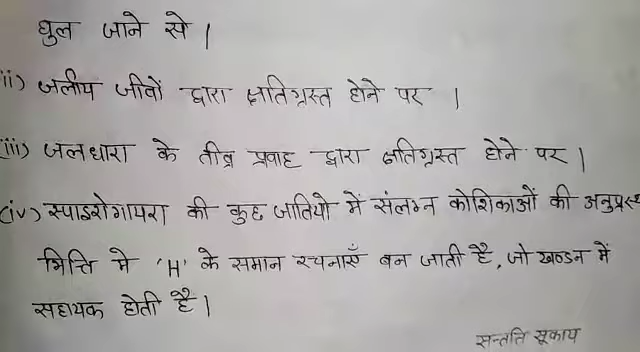 घुल जाने से |
ii) जलीय जीवों द्वारा क्षतिग्रस्त होने पर |
(iii) जलधारा के तीव्र प्रवाह द्वारा क्षतिग्रस्त होने पर |
(iv) स्पाइरोगायरा की कुछ जातियो में संलग्न कोशिकाओं की अनुप्रस्थ
भित्ति मे 'H' के समान रचनाएँ बन जाती है, जो खण्डन में
सहायक होती है |
सन्तति सूकाय